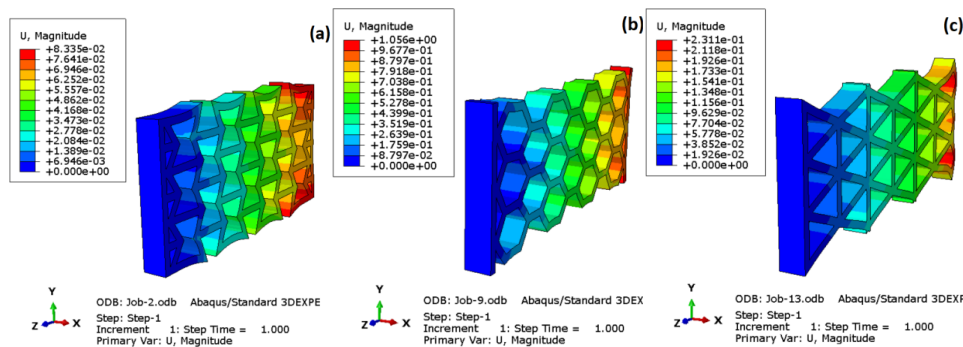 (a)
U, Magnitude
+8.335e-02
+7.641e-02
+6.946e-02
+6.252e-02
+5.557e-02
+4.862e-02
+4.168e-02
+3.473e-02
+2.778e-02
+2.084e-02
+1.389e-02
+6.946e-03
+0.000e+00
Y
Z X
ODB: Job-2.odb Abaqus/Standard 3DEXPE
Step: Step-1
Increment 1: Step Time = 1.000
Primary Var: U, Magnitude
(b)
U, Magnitude
+1.056e+00
+9.677e-01
+8.797e-01
+7.918e-01
+7.038e-01
+6.158e-01
+5.278e-01
+4.399e-01
+3.519e-01
+2.639e-01
+1.759e-01
+8.797e-02
+0.000e+00
Y
Z X
ODB: Job-9.odb Abaqus/Standard 3DEX
Step: Step-1
Increment 1: Step Time = 1.000
Primary Var: U, Magnitude
(c)
U, Magnitude
+2.311e-01
+2.118e-01
+1.926e-01
+1.733e-01
+1.541e-01
+1.348e-01
+1.156e-01
+9.629e-02
+7.704e-02
+5.778e-02
+3.852e-02
+1.926e-02
+0.000e+00
Y
Z X
ODB: Job-13.odb Abaqus/Standard 3DEXP
Step: Step-1
Increment 1: Step Time = 1.000
Primary Var: U, Magnitude